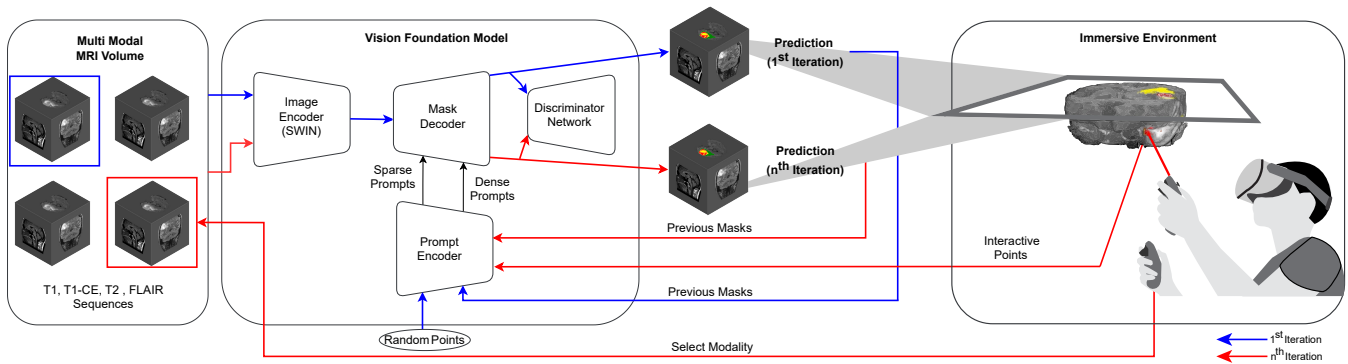 Multi Modal
MRI Volume
T1, T1-CE, T2 , FLAIR
Sequences
Vision Foundation Model
Image
Encoder
(SWIN)
Mask
Decoder
Discriminator
Network
Sparse
Prompts
Dense
Prompts
Prompt
Encoder
Random Points
Prediction
(1st Iteration)
Prediction
(nth Iteration)
Previous Masks
Previous Masks
Select Modality
Immersive Environment
Interactive
Points
1st Iteration
nth Iteration